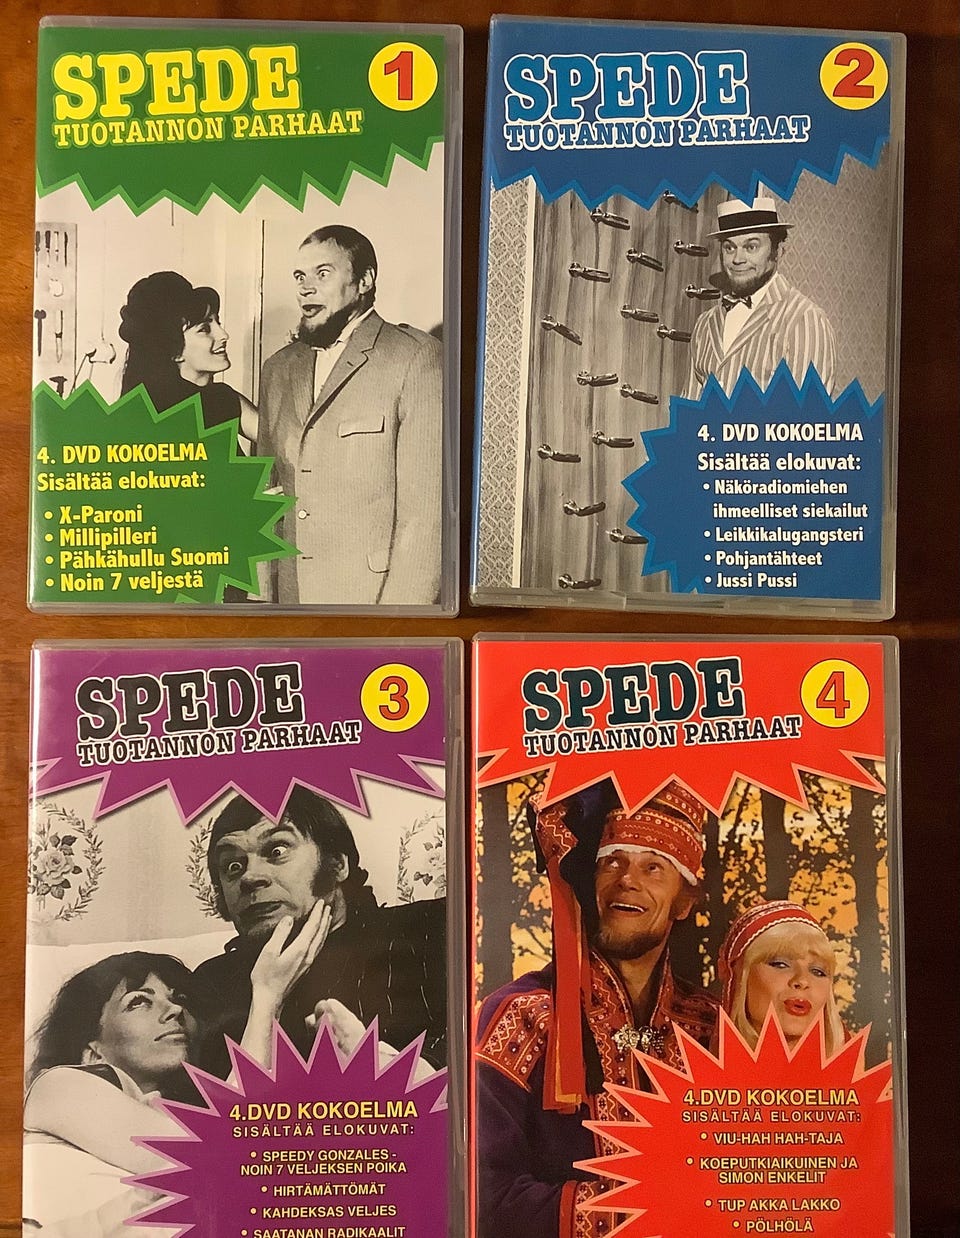 SPEDE
TUOTANNON PARHAAT
1
4. DVD KOKOELMA
Sisältää elokuvat:
• X-Paroni
• Millipilleri
• Pähkähullu Suomi
• Noin 7 veljestä
SPEDE
TUOTANNON PARHAAT
2
4. DVD KOKOELMA
Sisältää elokuvat:
• Näköradiomiehen
ihmeelliset siekailut
• Leikkikalugangsteri
• Pohjantähteet
• Jussi Pussi
SPEDE
TUOTANNON PARHAAT
3
4.DVD KOKOELMA
SISÄLTÄÄ ELOKUVAT:
• SPEEDY GONZALES -
NOIN 7 VELJEKSEN POIKA
• HIRTÄMÄTTÖMÄT
• KAHDEKSAS VELJES
• SAATANAN RADIKAALIT
SPEDE
TUOTANNON PARHAAT
4
4.DVD KOKOELMA
SISÄLTÄÄ ELOKUVAT:
• VIU-HAH HAH-TAJA
• KOEPUTKIAIKUINEN JA
SIMON ENKELIT
• TUP AKKA LAKKO
• PÖLHÖLÄ